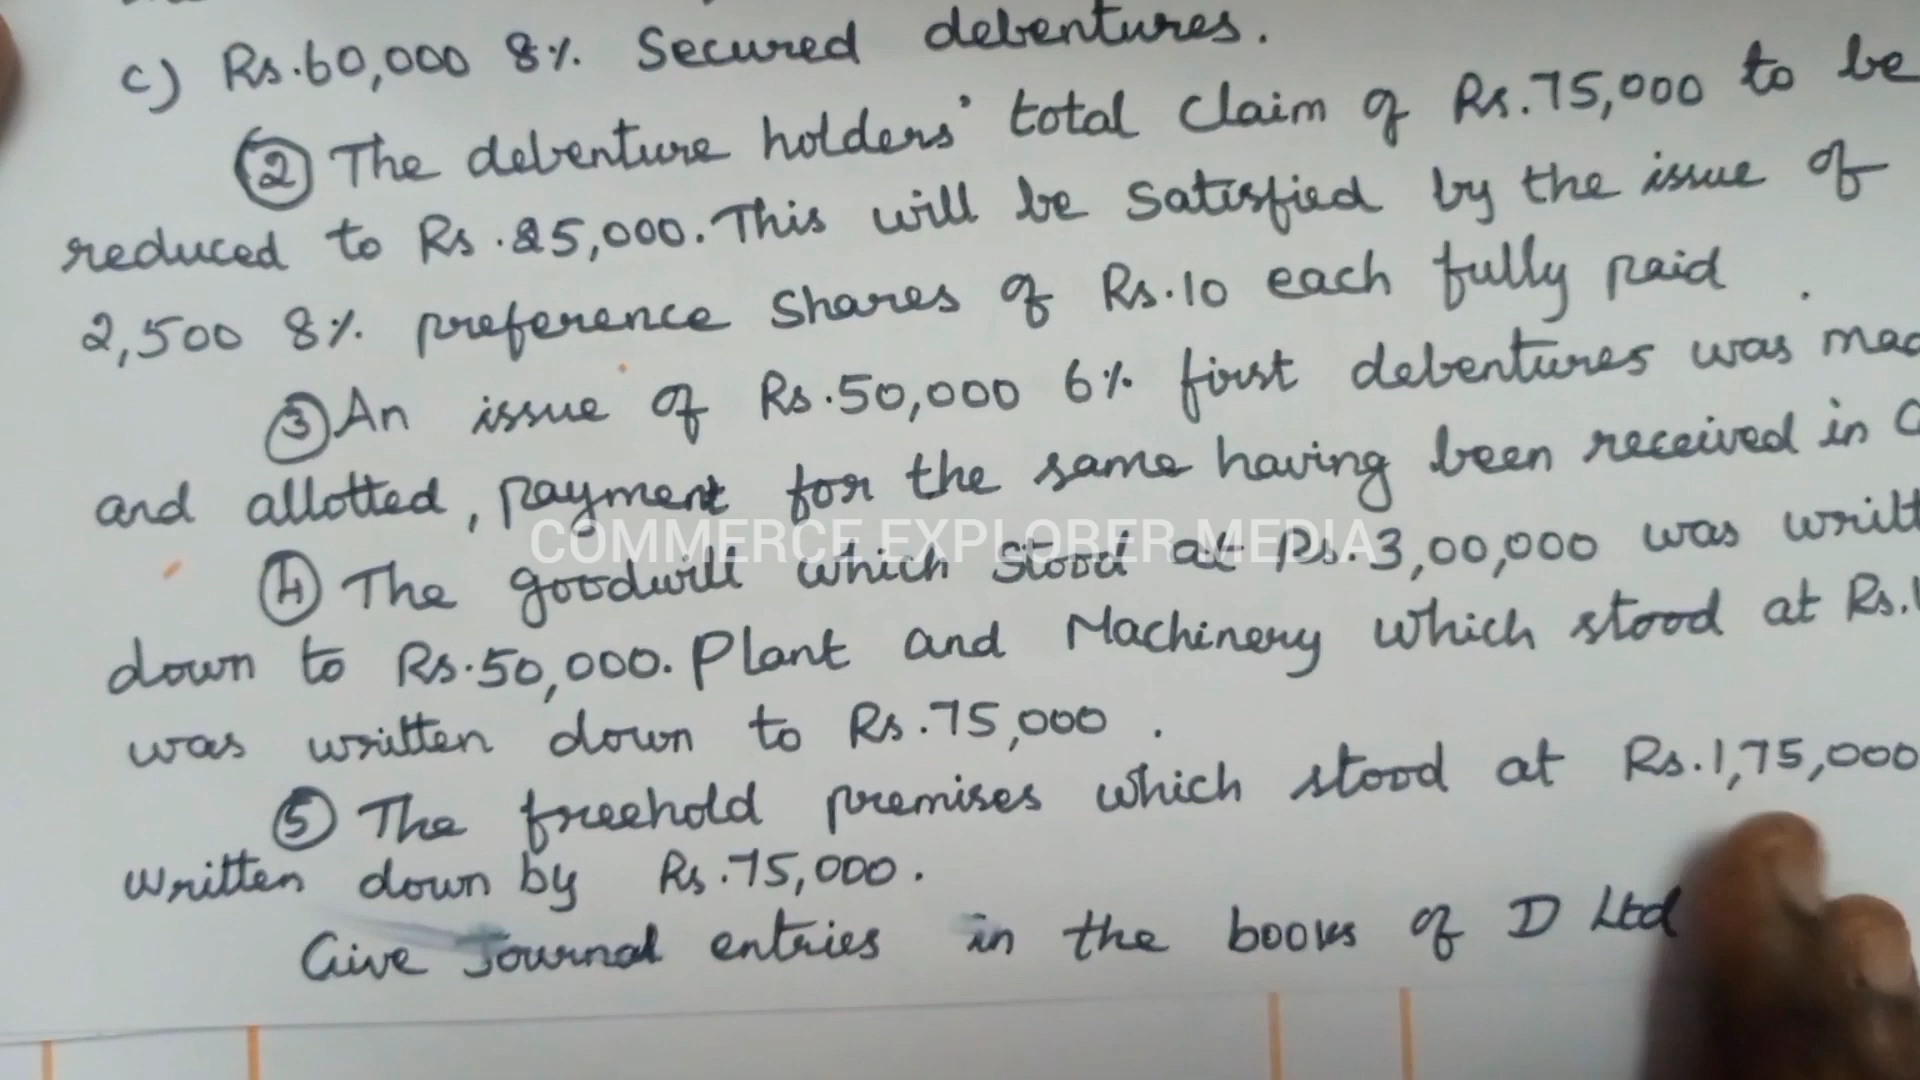 c) Rs.60,000 8%. Secured debentures.
② The debenture holders' total claim of Rs.75,000 to be
reduced to Rs.25,000. This will be satisfied by the issue of
2,500 8%. preference shares of Rs.10 each fully paid.
③ An issue of Rs.50,000 6%. first debentures was
and allotted, payment for the same having been received in
COMMERCE EXPLORER MEDIA
④ The goodwill which stood at Rs.3,00,000 was
down to Rs.50,000. Plant and Machinery which stood at Rs.
was written down to Rs.75,000.
⑤ The freehold premises which stood at Rs.1,75,000
written down by Rs.75,000.
Give Journal entries in the books of D Ltd